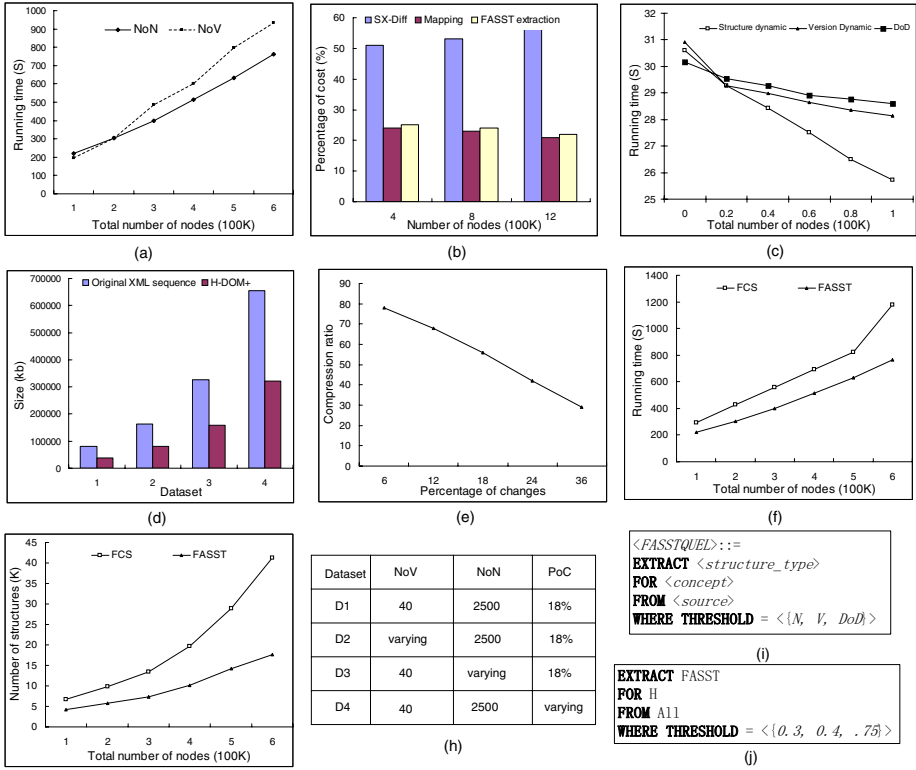 NoN NoV
1000
900
800
700
600
500
400
300
200
100
0
Running time (S)
1 2 3 4 5 6
Total number of nodes (100K)
(a)
SX-Diff Mapping FASST extraction
60
50
40
30
20
10
0
Percentage of cost (%)
4 8 12
Number of nodes (100K)
(b)
Structure dynamic Version Dynamic DoD
32
31
30
29
28
27
26
25
Running time (S)
0 0.2 0.4 0.6 0.8 1
Total number of nodes (100K)
(c)
Original XML sequence H-DOM+
700000
600000
500000
400000
300000
200000
100000
0
Size (kb)
1 2 3 4
Dataset
(d)
90
80
70
60
50
40
30
20
10
0
Compression ratio
6 12 18 24 36
Percentage of changes
(e)
FCS FASST
1400
1200
1000
800
600
400
200
0
Running time (S)
1 2 3 4 5 6
Total number of nodes (100K)
(f)
FCS FASST
45
40
35
30
25
20
15
10
5
0
Number of structures (K)
1 2 3 4 5 6
Total number of nodes (100K)
Dataset NoV NoN PoC
D1 40 2500 18%
D2 varying 2500 18%
D3 40 varying 18%
D4 40 2500 varying
(h)
<FASSTQUEL>::=
EXTRACT <structure_type>
FOR <concept>
FROM <source>
WHERE THRESHOLD = <{N, V, DoD}>
(i)
EXTRACT FASST
FOR H
FROM All
WHERE THRESHOLD = <{0.3, 0.4, .75}>
(j)